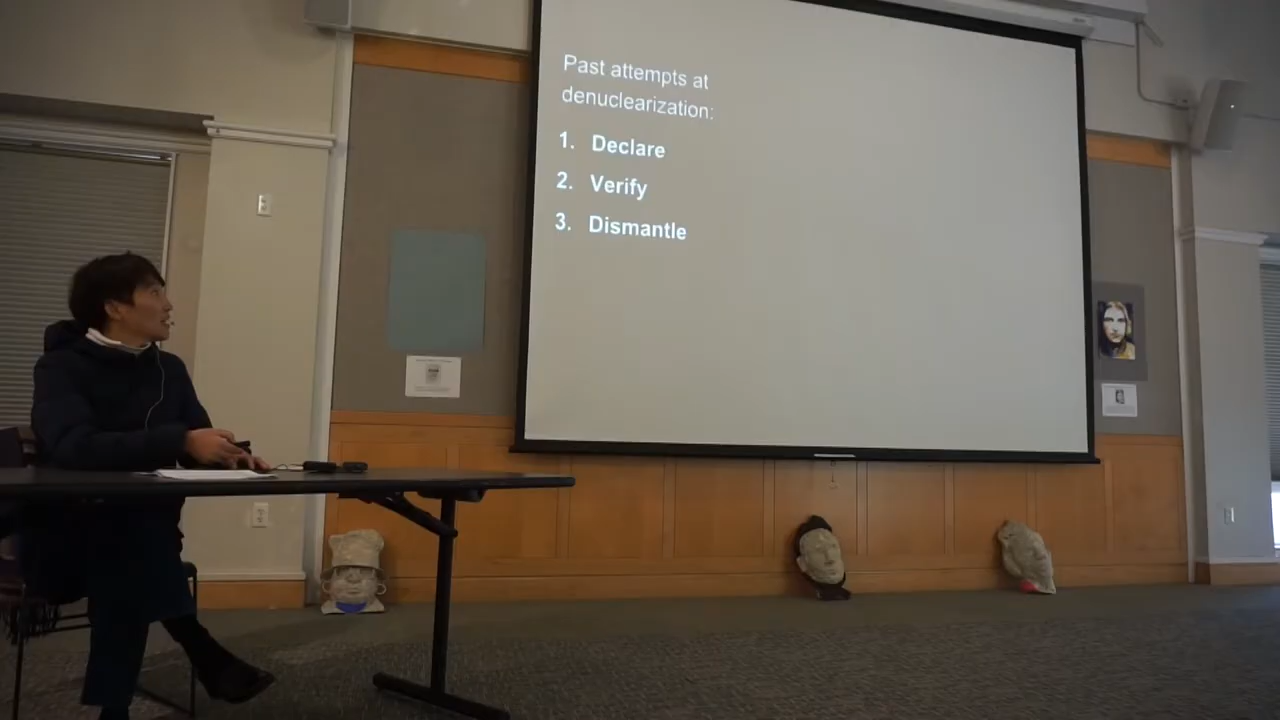 Past attempts at
denuclearization:
1. Declare
2. Verify
3. Dismantle